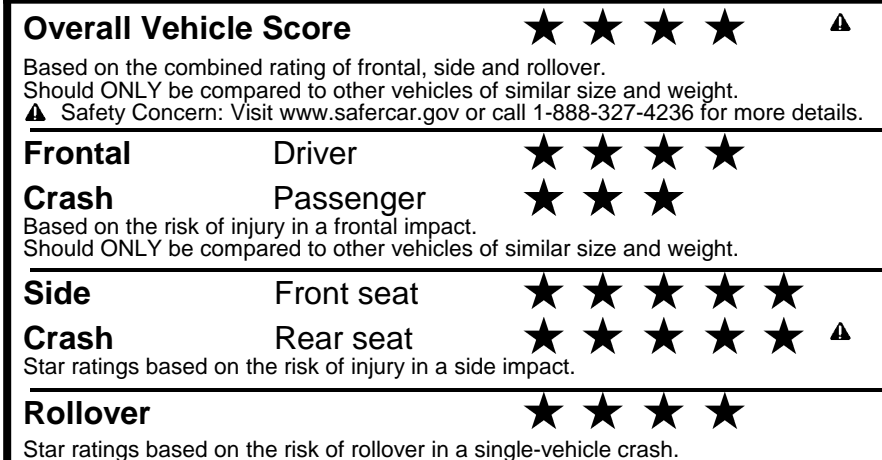 Overall Vehicle Score ★ ★ ★ ★ ⚠
Based on the combined rating of frontal, side and rollover.
Should ONLY be compared to other vehicles of similar size and weight.
⚠ Safety Concern: Visit www.safercar.gov or call 1-888-327-4236 for more details.
Frontal Driver ★ ★ ★ ★
Crash Passenger ★ ★ ★
Based on the risk of injury in a frontal impact.
Should ONLY be compared to other vehicles of similar size and weight.
Side Front seat ★ ★ ★ ★ ★
Crash Rear seat ★ ★ ★ ★ ★ ⚠
Star ratings based on the risk of injury in a side impact.
Rollover ★ ★ ★ ★
Star ratings based on the risk of rollover in a single-vehicle crash.